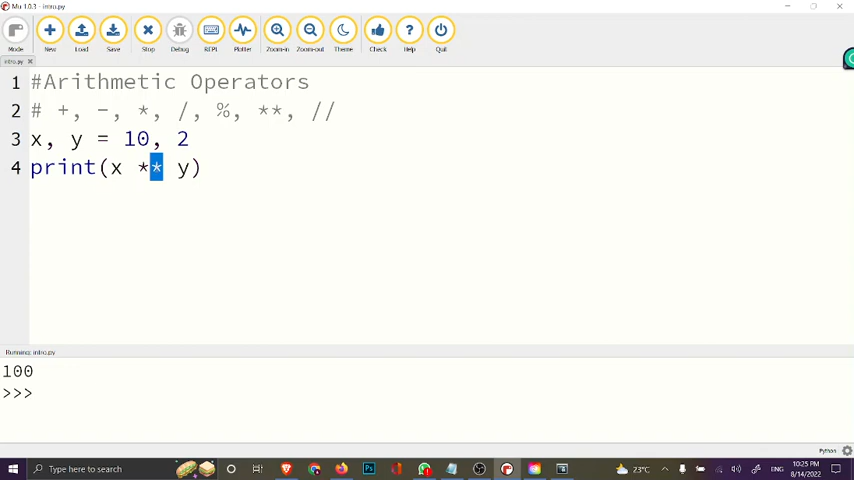 Mu 1.0.3 - intro.py
Mode New Load Save Stop Debug REPL Plotter Zoom-in Zoom-out Theme Check Help Quit
intro.py
1 #Arithmetic Operators
2 # +, -, *, /, %, **, //
3 x, y = 10, 2
4 print(x ** y)
Running: intro.py
100
>>>
Python
Type here to search
Ps
23°C
ENG
10:25 PM
8/14/2022